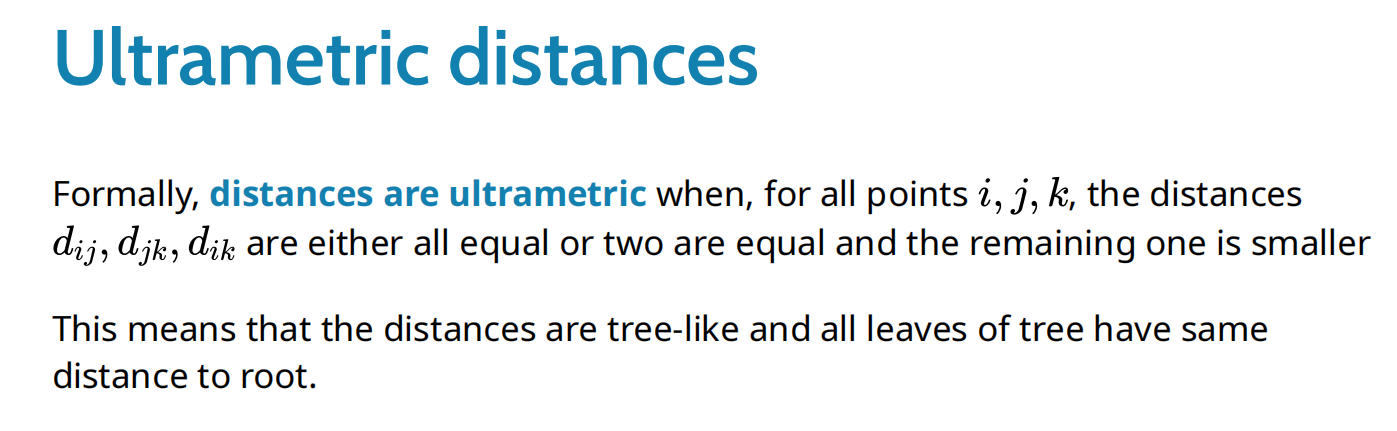 Ultrametric distances
Formally, distances are ultrametric when, for all points i, j, k, the distances
d_{ij}, d_{jk}, d_{ik} are either all equal or two are equal and the remaining one is smaller
This means that the distances are tree-like and all leaves of tree have same
distance to root.